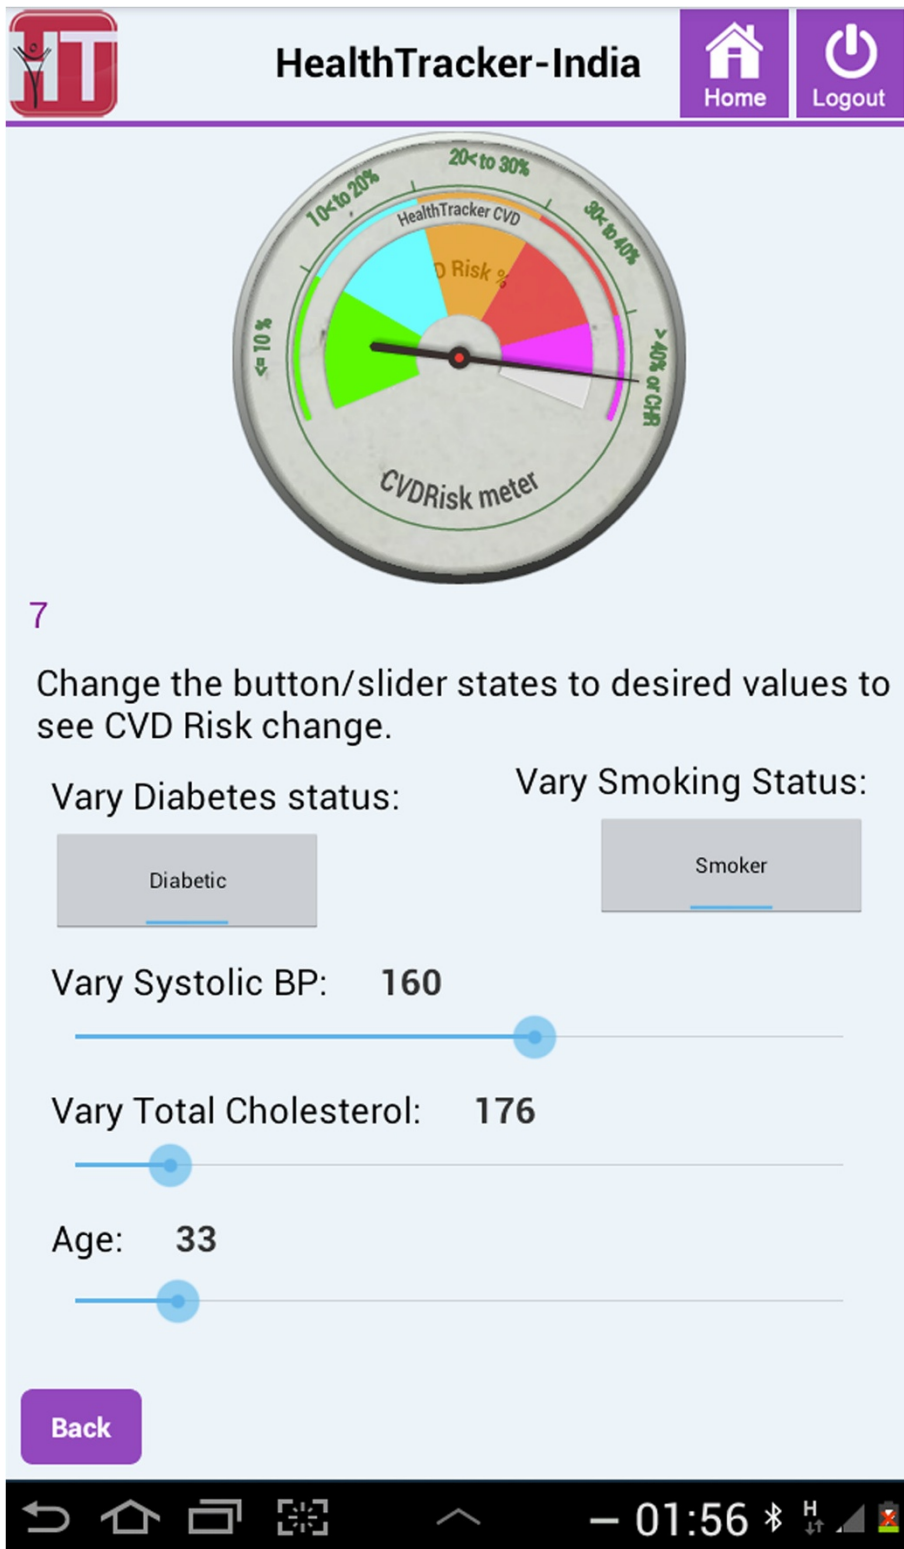 HT
HealthTracker-India
Home
Logout
<= 10 %
10< to 20%
20< to 30%
30< to 40%
> 40% or CHR
HealthTracker CVD
D Risk %
CVDRisk meter
7
Change the button/slider states to desired values to
see CVD Risk change.
Vary Diabetes status:
Vary Smoking Status:
Diabetic
Smoker
Vary Systolic BP: 160
Vary Total Cholesterol: 176
Age: 33
Back
01:56
H